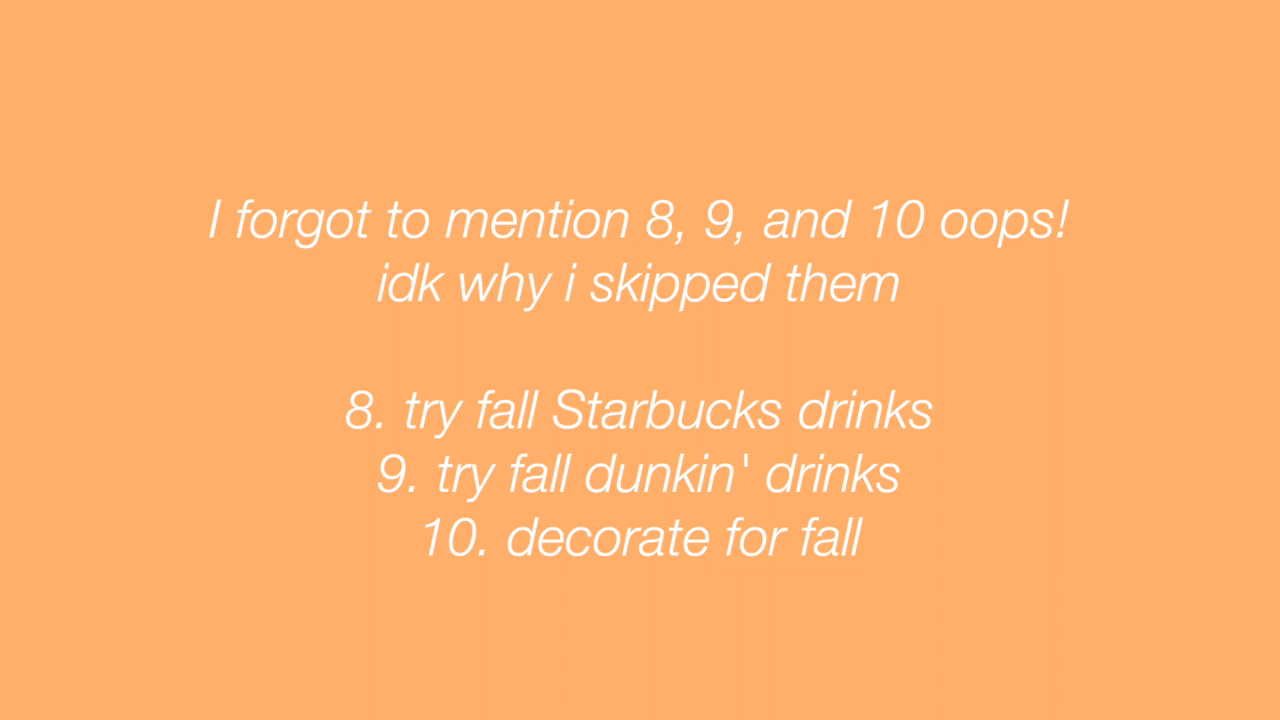 I forgot to mention 8, 9, and 10 oops!
idk why i skipped them
8. try fall Starbucks drinks
9. try fall dunkin' drinks
10. decorate for fall